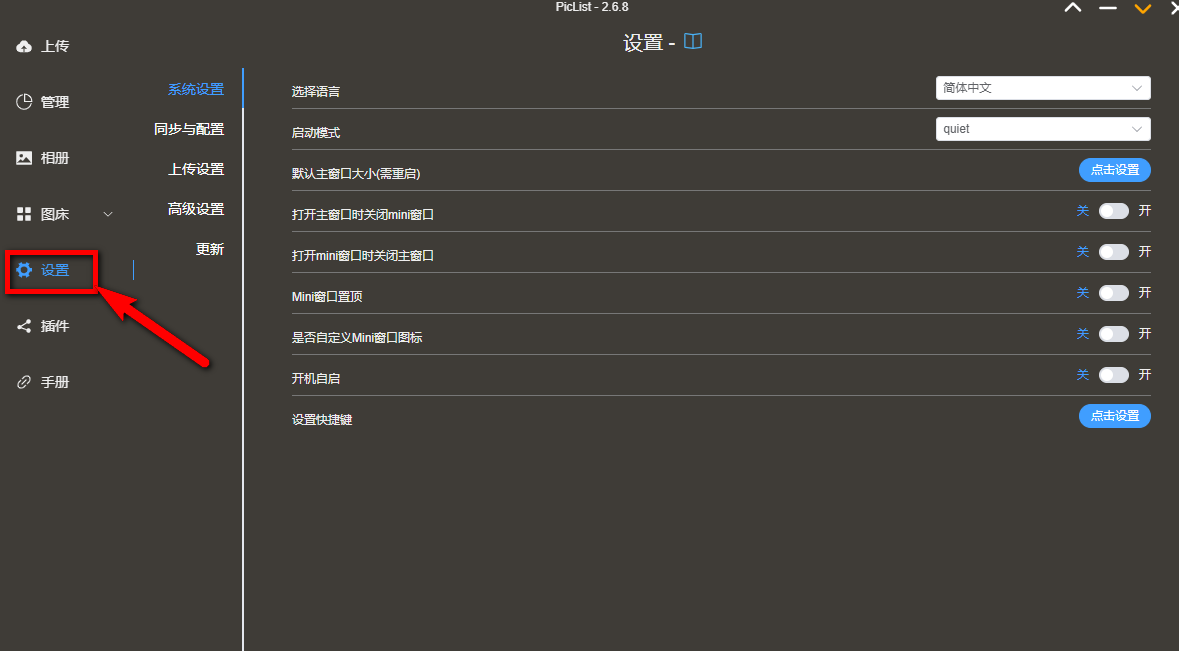 PicList - 2.6.8
设置 -
上传
管理
相册
图床
设置
插件
手册
系统设置
同步与配置
上传设置
高级设置
更新
选择语言 简体中文
启动模式 quiet
默认主窗口大小(需重启) 点击设置
打开主窗口时关闭mini窗口 关 开
打开mini窗口时关闭主窗口 关 开
Mini窗口置顶 关 开
是否自定义Mini窗口图标 关 开
开机自启 关 开
设置快捷键 点击设置